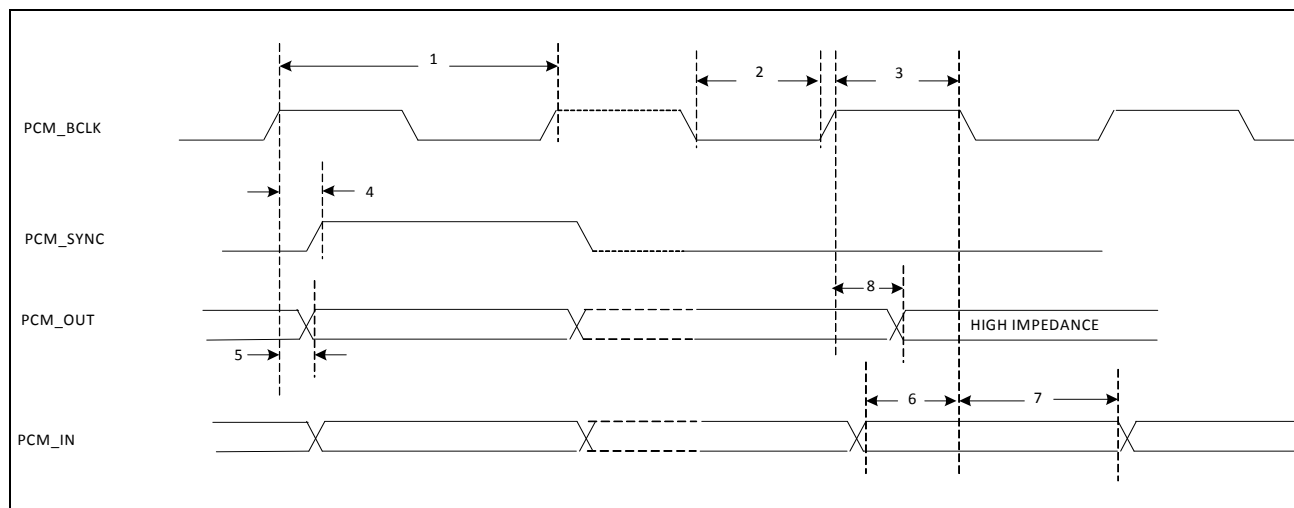 1
2
3
PCM_BCLK
4
PCM_SYNC
8
PCM_OUT
HIGH IMPEDANCE
5
6
7
PCM_IN